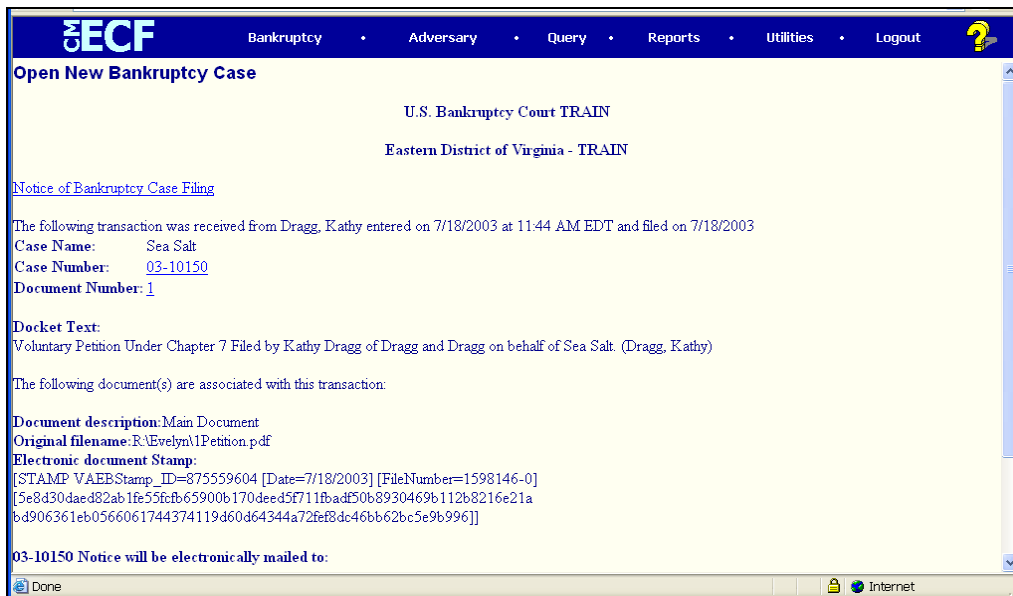 CM ECF Bankruptcy • Adversary • Query • Reports • Utilities • Logout ?
Open New Bankruptcy Case
U.S. Bankruptcy Court TRAIN
Eastern District of Virginia - TRAIN
Notice of Bankruptcy Case Filing
The following transaction was received from Dragg, Kathy entered on 7/18/2003 at 11:44 AM EDT and filed on 7/18/2003
Case Name: Sea Salt
Case Number: 03-10150
Document Number: 1
Docket Text:
Voluntary Petition Under Chapter 7 Filed by Kathy Dragg of Dragg and Dragg on behalf of Sea Salt. (Dragg, Kathy)
The following document(s) are associated with this transaction:
Document description:Main Document
Original filename:R:\Evelyn\1Petition.pdf
Electronic document Stamp:
[STAMP VAEBStamp_ID=875559604 [Date=7/18/2003] [FileNumber=1598146-0]
[5e8d30daed82ab1fe55fcfb65900b170deed5f711fbadf50b8930469b112b8216e21a
bd906361eb0566061744374119d60d64344a72fef8dc46bb62bc5e9b996]]
03-10150 Notice will be electronically mailed to:
Done Internet